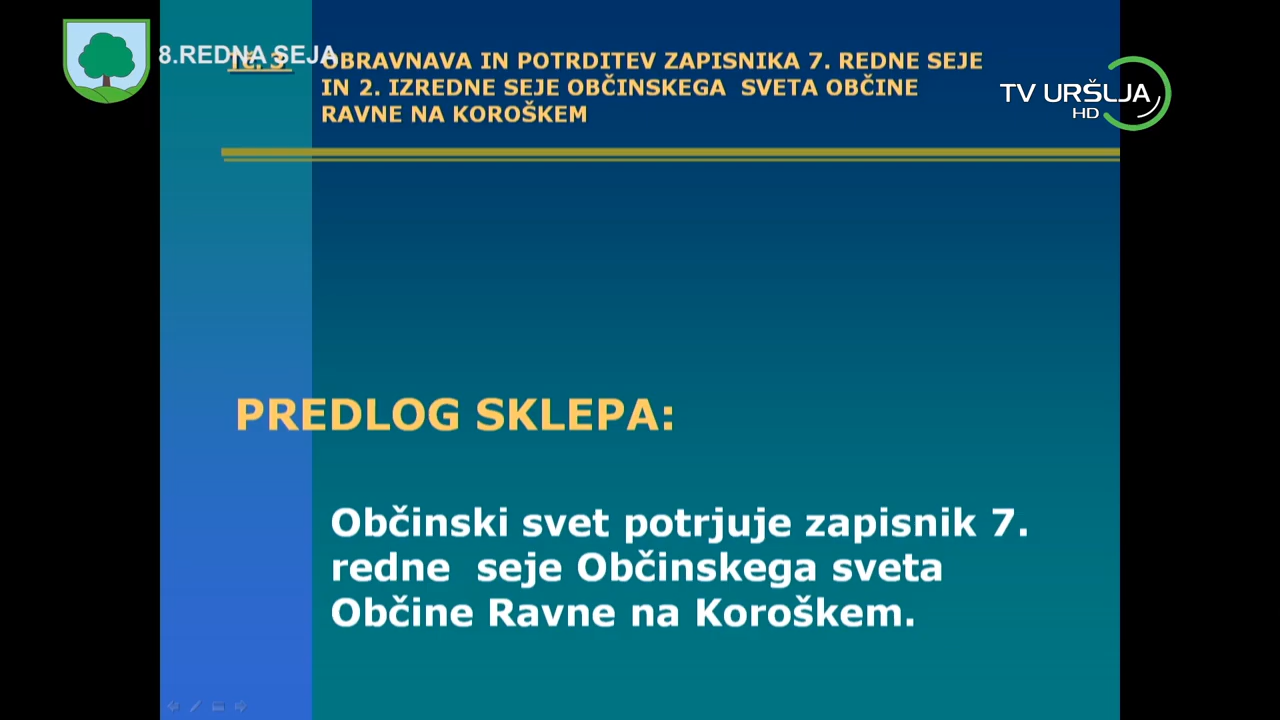 8.REDNA SEJA
Tč. 3
OBRAVNAVA IN POTRDITEV ZAPISNIKA 7. REDNE SEJE
IN 2. IZREDNE SEJE OBČINSKEGA SVETA OBČINE
RAVNE NA KOROŠKEM
TV URŠLJA
HD
PREDLOG SKLEPA:
Občinski svet potrjuje zapisnik 7.
redne seje Občinskega sveta
Občine Ravne na Koroškem.